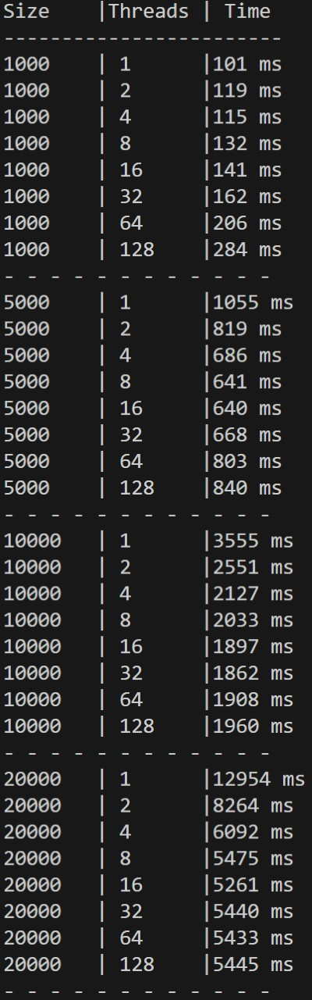 Size    |Threads | Time
------------------------
1000    | 1      |101 ms
1000    | 2      |119 ms
1000    | 4      |115 ms
1000    | 8      |132 ms
1000    | 16     |141 ms
1000    | 32     |162 ms
1000    | 64     |206 ms
1000    | 128    |284 ms
- - - - - - - - - - - -
5000    | 1      |1055 ms
5000    | 2      |819 ms
5000    | 4      |686 ms
5000    | 8      |641 ms
5000    | 16     |640 ms
5000    | 32     |668 ms
5000    | 64     |803 ms
5000    | 128    |840 ms
- - - - - - - - - - - -
10000   | 1      |3555 ms
10000   | 2      |2551 ms
10000   | 4      |2127 ms
10000   | 8      |2033 ms
10000   | 16     |1897 ms
10000   | 32     |1862 ms
10000   | 64     |1908 ms
10000   | 128    |1960 ms
- - - - - - - - - - - -
20000   | 1      |12954 ms
20000   | 2      |8264 ms
20000   | 4      |6092 ms
20000   | 8      |5475 ms
20000   | 16     |5261 ms
20000   | 32     |5440 ms
20000   | 64     |5433 ms
20000   | 128    |5445 ms
- - - - - - - - - - - -